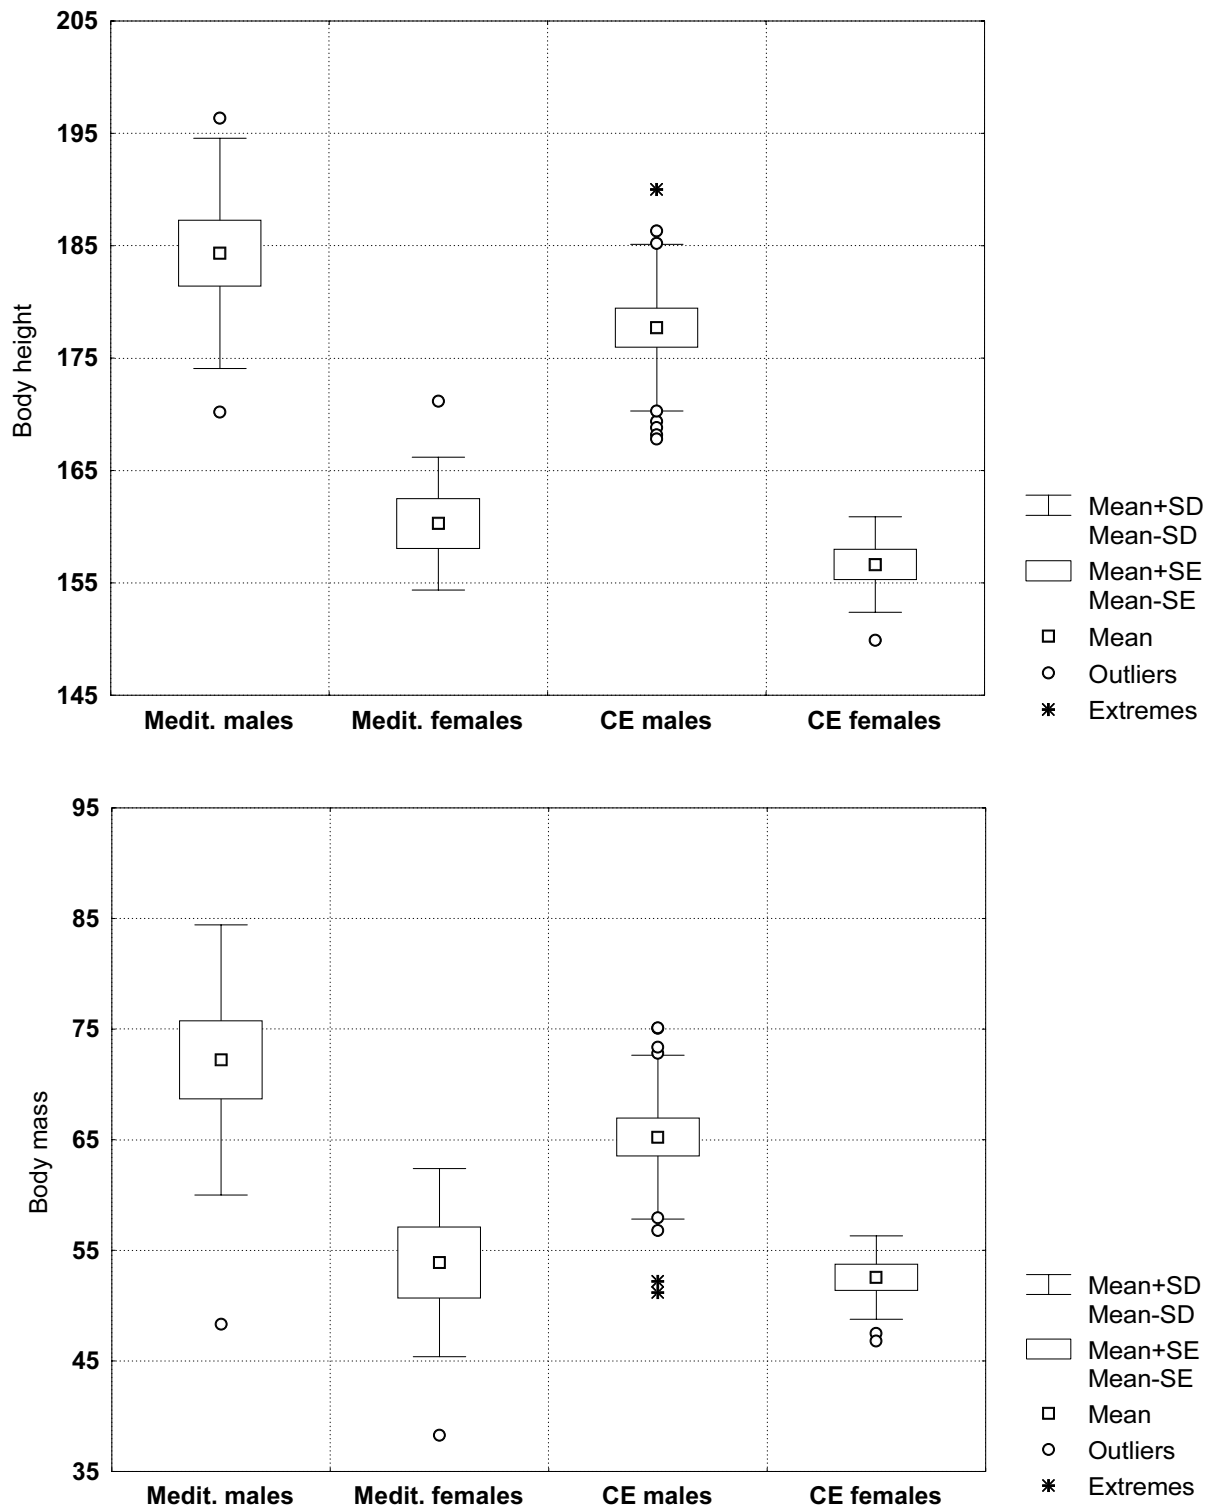 205
195
185
175
165
155
145
Body height
Medit. males Medit. females CE males CE females
Mean+SD
Mean-SD
Mean+SE
Mean-SE
Mean
Outliers
Extremes
95
85
75
65
55
45
35
Body mass
Medit. males Medit. females CE males CE females
Mean+SD
Mean-SD
Mean+SE
Mean-SE
Mean
Outliers
Extremes